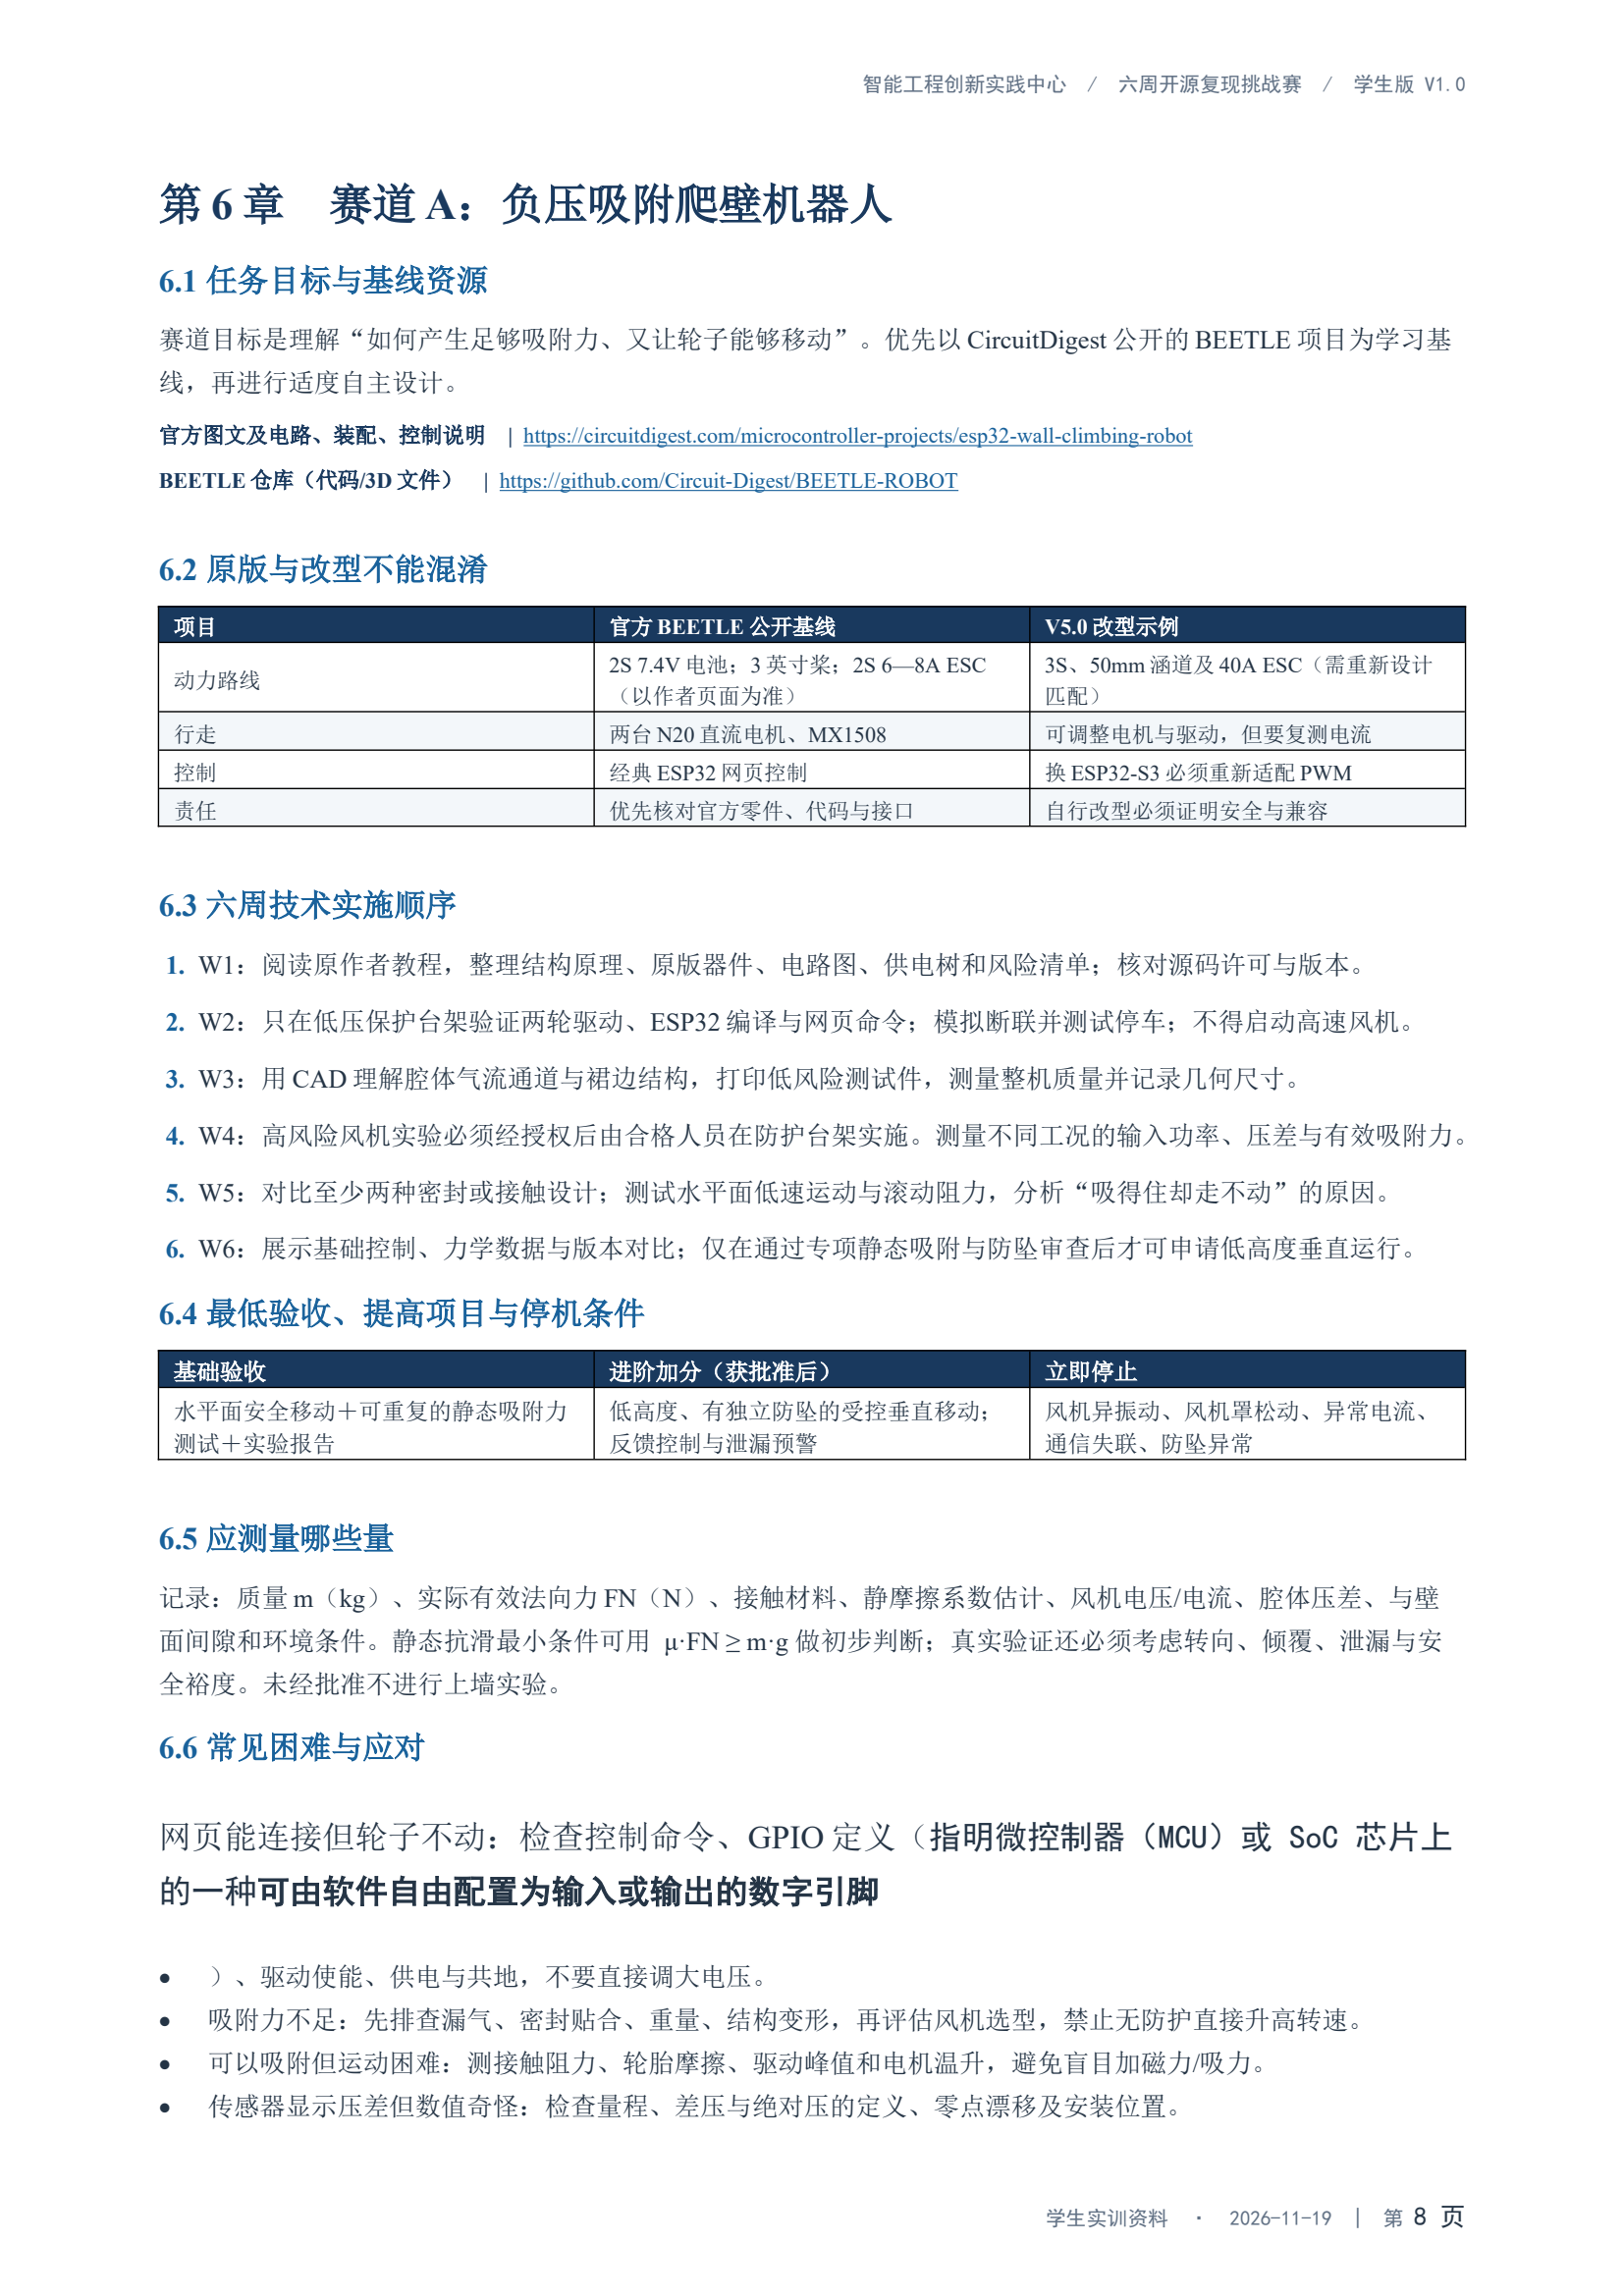 智能工程创新实践中心 / 六周开源复现挑战赛 / 学生版 V1.0
第 6 章 赛道 A：负压吸附爬壁机器人
6.1 任务目标与基线资源
赛道目标是理解“如何产生足够吸附力、又让轮子能够移动”。优先以 CircuitDigest 公开的 BEETLE 项目为学习基
线，再进行适度自主设计。
官方图文及电路、装配、控制说明 | https://circuitdigest.com/microcontroller-projects/esp32-wall-climbing-robot
BEETLE 仓库（代码/3D 文件） | https://github.com/Circuit-Digest/BEETLE-ROBOT
6.2 原版与改型不能混淆
项目 官方 BEETLE 公开基线 V5.0 改型示例
动力路线 2S 7.4V 电池；3 英寸桨；2S 6—8A ESC（以作者页面为准） 3S、50mm 涵道及 40A ESC（需重新设计匹配）
行走 两台 N20 直流电机、MX1508 可调整电机与驱动，但要复测电流
控制 经典 ESP32 网页控制 换 ESP32-S3 必须重新适配 PWM
责任 优先核对官方零件、代码与接口 自行改型必须证明安全与兼容
6.3 六周技术实施顺序
1. W1：阅读原作者教程，整理结构原理、原版器件、电路图、供电树和风险清单；核对源码许可与版本。
2. W2：只在低压保护台架验证两轮驱动、ESP32 编译与网页命令；模拟断联并测试停车；不得启动高速风机。
3. W3：用 CAD 理解腔体气流通道与裙边结构，打印低风险测试件，测量整机质量并记录几何尺寸。
4. W4：高风险风机实验必须经授权后由合格人员在防护台架实施。测量不同工况的输入功率、压差与有效吸附力。
5. W5：对比至少两种密封或接触设计；测试水平面低速运动与滚动阻力，分析“吸得住却走不动”的原因。
6. W6：展示基础控制、力学数据与版本对比；仅在通过专项静态吸附与防坠审查后才可申请低高度垂直运行。
6.4 最低验收、提高项目与停机条件
基础验收 进阶加分（获批准后） 立即停止
水平面安全移动＋可重复的静态吸附力测试＋实验报告 低高度、有独立防坠的受控垂直移动；反馈控制与泄漏预警 风机异振动、风机罩松动、异常电流、通信失联、防坠异常
6.5 应测量哪些量
记录：质量 m（kg）、实际有效法向力 FN（N）、接触材料、静摩擦系数估计、风机电压/电流、腔体压差、与壁
面间隙和环境条件。静态抗滑最小条件可用 μ·FN ≥ m·g 做初步判断；真实验证还必须考虑转向、倾覆、泄漏与安
全裕度。未经批准不进行上墙实验。
6.6 常见困难与应对
网页能连接但轮子不动：检查控制命令、GPIO 定义（指明微控制器（MCU）或 SoC 芯片上
的一种可由软件自由配置为输入或输出的数字引脚
• ）、驱动使能、供电与共地，不要直接调大电压。
• 吸附力不足：先排查漏气、密封贴合、重量、结构变形，再评估风机选型，禁止无防护直接升高转速。
• 可以吸附但运动困难：测接触阻力、轮胎摩擦、驱动峰值和电机温升，避免盲目加磁力/吸力。
• 传感器显示压差但数值奇怪：检查量程、差压与绝对压的定义、零点漂移及安装位置。
学生实训资料 · 2026-11-19 | 第 8 页